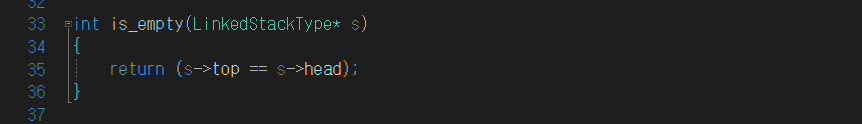 32
33 int is_empty(LinkedStackType* s)
34 {
35 return (s->top == s->head);
36 }
37